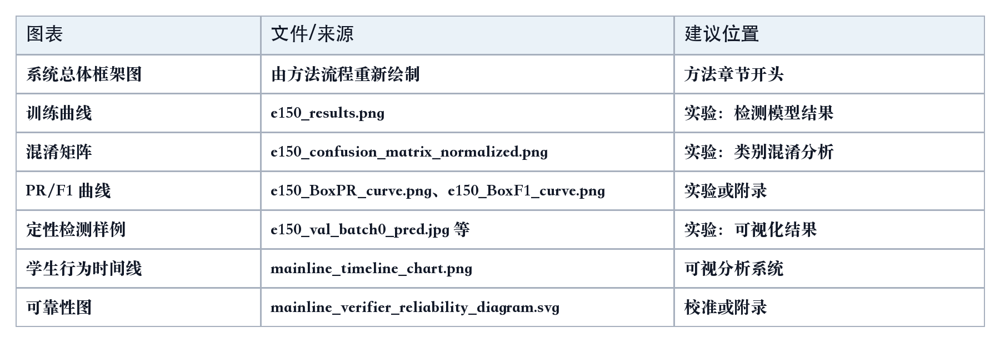 图表 文件/来源 建议位置
系统总体框架图 由方法流程重新绘制 方法章节开头
训练曲线 e150_results.png 实验：检测模型结果
混淆矩阵 e150_confusion_matrix_normalized.png 实验：类别混淆分析
PR/F1 曲线 e150_BoxPR_curve.png、e150_BoxF1_curve.png 实验或附录
定性检测样例 e150_val_batch0_pred.jpg 等 实验：可视化结果
学生行为时间线 mainline_timeline_chart.png 可视分析系统
可靠性图 mainline_verifier_reliability_diagram.svg 校准或附录